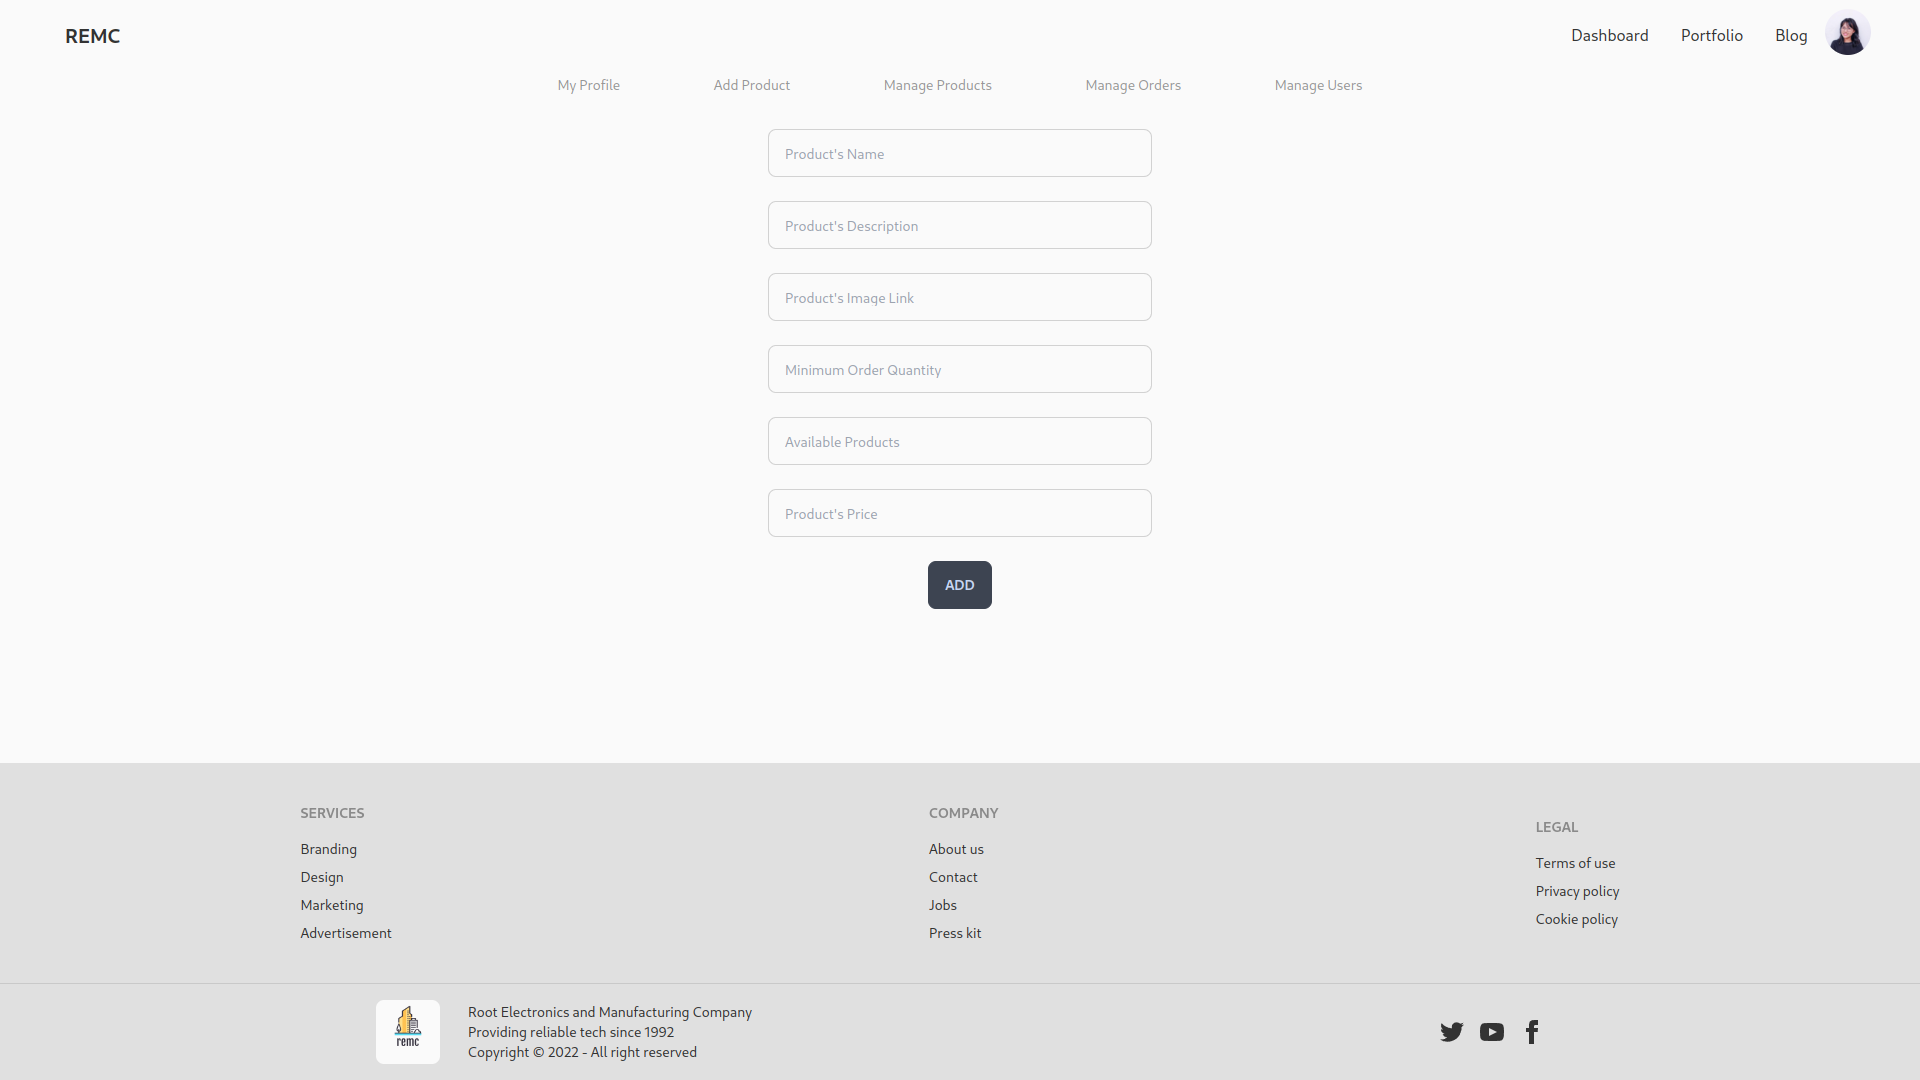 REMC
Dashboard
Portfolio
Blog
My Profile
Add Product
Manage Products
Manage Orders
Manage Users
Product's Name
Product's Description
Product's Image Link
Minimum Order Quantity
Available Products
Product's Price
ADD
SERVICES
Branding
Design
Marketing
Advertisement
COMPANY
About us
Contact
Jobs
Press kit
LEGAL
Terms of use
Privacy policy
Cookie policy
remc
Root Electronics and Manufacturing Company
Providing reliable tech since 1992
Copyright © 2022 - All right reserved